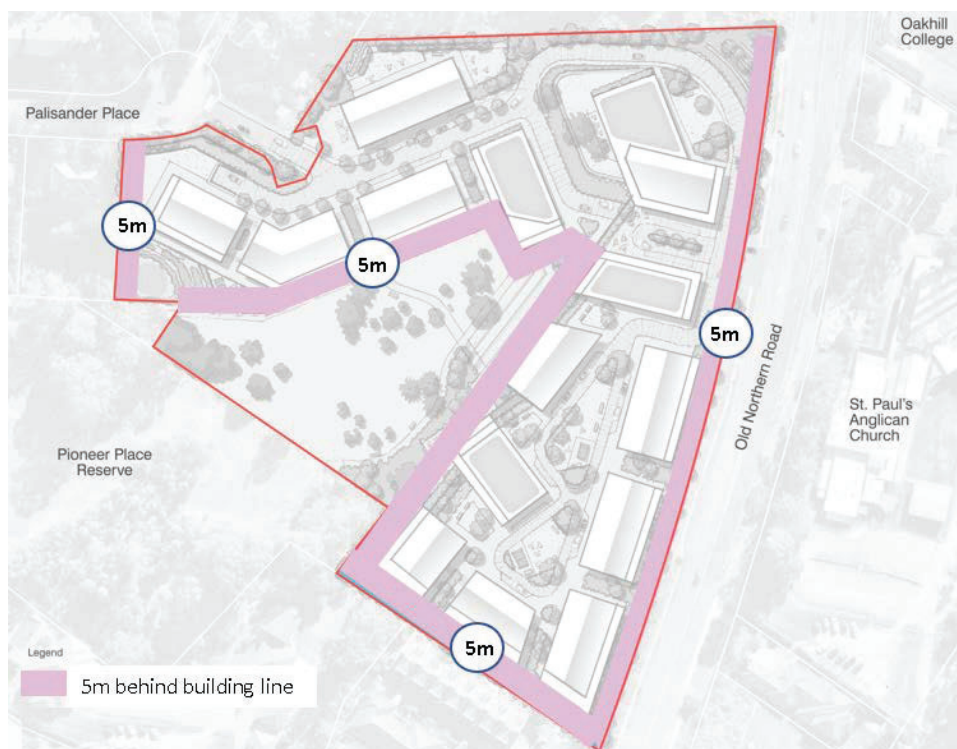 Oakhill
College
Palisander Place
5m
5m
5m
Old Northern Road
St. Paul's
Anglican
Church
Pioneer Place
Reserve
5m
Legend
5m behind building line